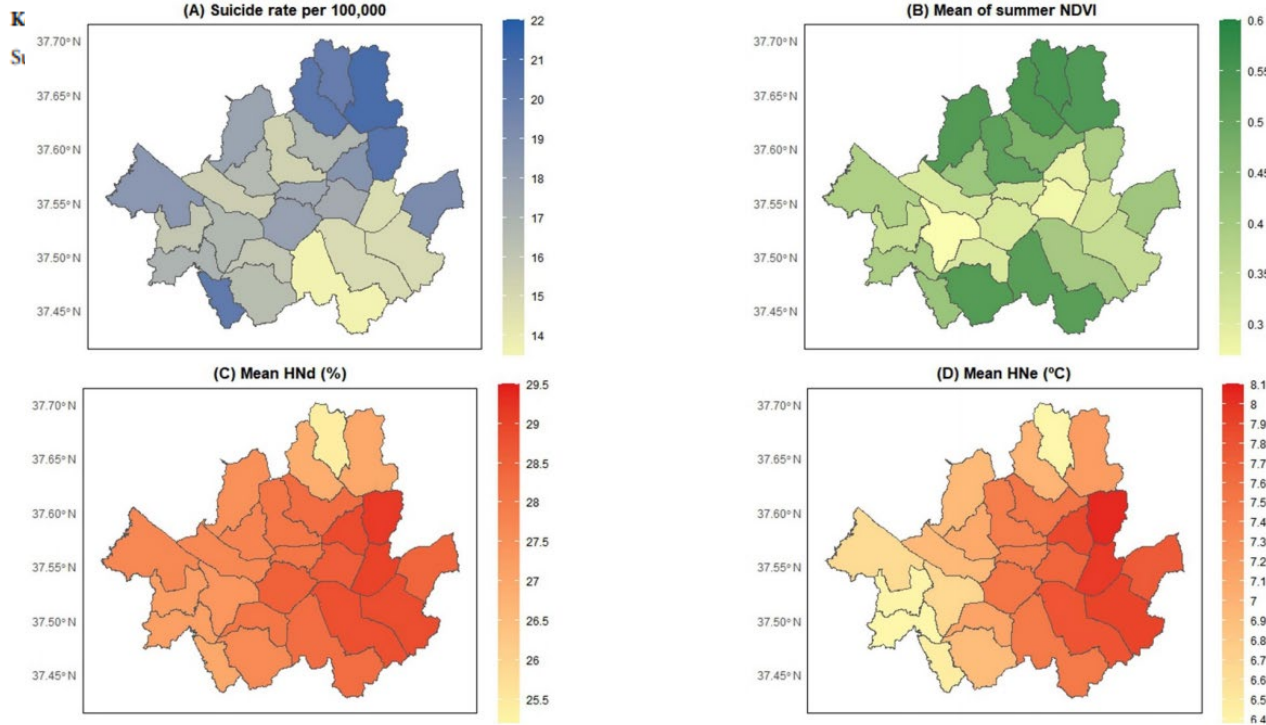 (A) Suicide rate per 100,000
37.70°N
37.65°N
37.60°N
37.55°N
37.50°N
37.45°N
22
21
20
19
18
17
16
15
14
(B) Mean of summer NDVI
37.70°N
37.65°N
37.60°N
37.55°N
37.50°N
37.45°N
0.6
0.55
0.5
0.45
0.4
0.35
0.3
(C) Mean HNd (%)
37.70°N
37.65°N
37.60°N
37.55°N
37.50°N
37.45°N
29.5
28.5
28
27
26
25.5
(D) Mean HNe (ºC)
37.70°N
37.65°N
37.60°N
37.55°N
37.50°N
37.45°N
8.1
8
7.9
7.8
7.7
7.6
7.5
7.4
7.3
7.2
7.1
7
6.9
6.8
6.7
6.6
6.5
6.4